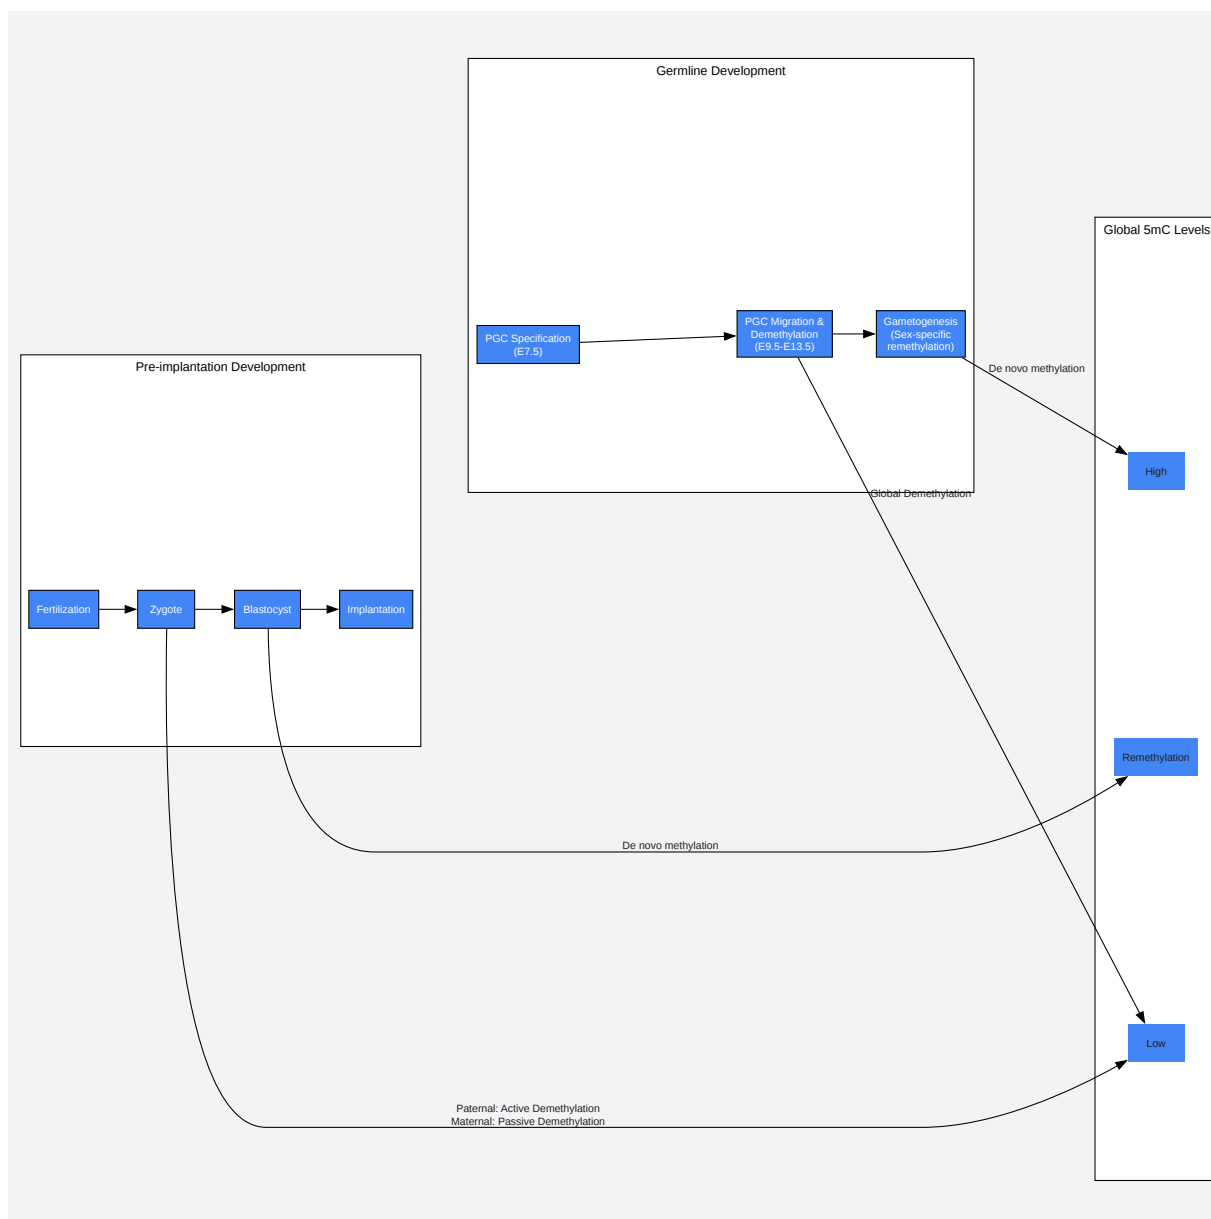 Germline Development
PGC Specification
(E7.5)
PGC Migration &
Demethylation
(E9.5-E13.5)
Gametogenesis
(Sex-specific
remethylation)
De novo methylation
Global Demethylation
Global 5mC Levels
High
Remethylation
Low
Pre-implantation Development
Fertilization
Zygote
Blastocyst
Implantation
De novo methylation
Paternal: Active Demethylation
Maternal: Passive Demethylation